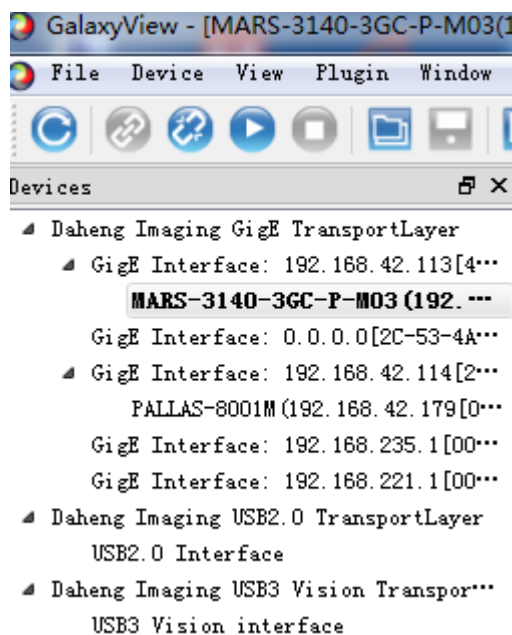 GalaxyView - [MARS-3140-3GC-P-M03(1
File Device View Plugin Window
Devices
Daheng Imaging GigE TransportLayer
GigE Interface: 192.168.42.113[4···
MARS-3140-3GC-P-M03(192.···
GigE Interface: 0.0.0.0[2C-53-4A···
GigE Interface: 192.168.42.114[2···
PALLAS-8001M(192.168.42.179[0···
GigE Interface: 192.168.235.1[00···
GigE Interface: 192.168.221.1[00···
Daheng Imaging USB2.0 TransportLayer
USB2.0 Interface
Daheng Imaging USB3 Vision Transpor···
USB3 Vision interface